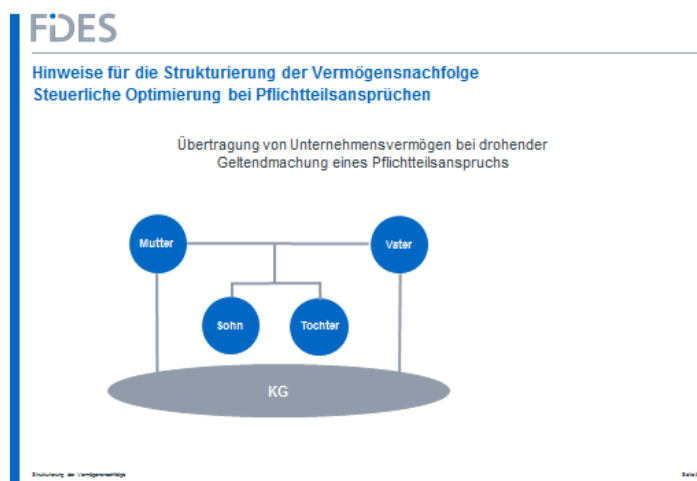 FIDES
Hinweise für die Strukturierung der Vermögensnachfolge
Steuerliche Optimierung bei Pflichtteilsansprüchen
Übertragung von Unternehmensvermögen bei drohender
Geltendmachung eines Pflichtteilsanspruchs
Mutter
Vater
Sohn
Tochter
KG
Strukturierung der Vermögensnachfolge
Seite